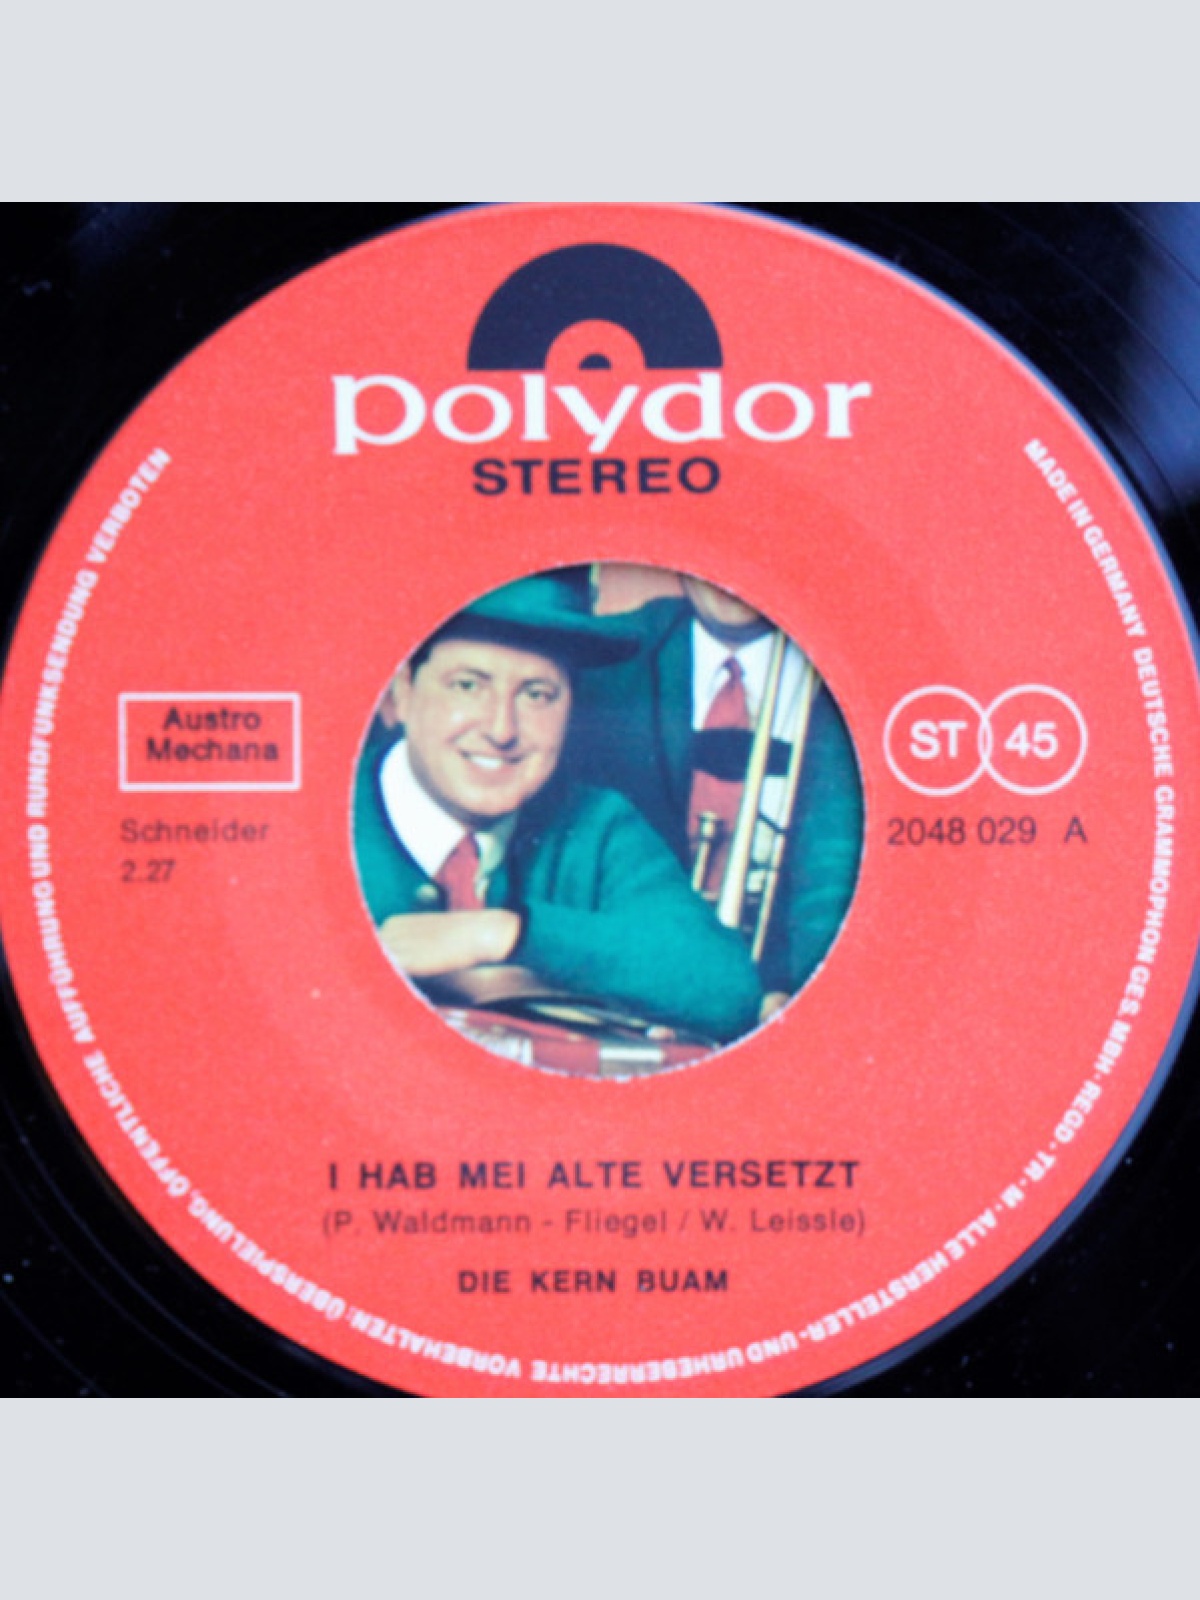 polydor
STEREO
Austro
Mechana
Schneider
2.27
ST 45
2048 029 A
I HAB MEI ALTE VERSETZT
(P. Waldmann - Fliegel / W. Leissle)
DIE KERN BUAM
MADE IN GERMANY DEUTSCHE GRAMMOPHON GES. MBH · REGD · TR · M · ALLE HERSTELLER- UND URHEBERRECHTE VORBEHALTEN: ÜBERSPIELUNG, ÖFFENTLICHE AUFFÜHRUNG UND RUNDFUNKSENDUNG VERBOTEN